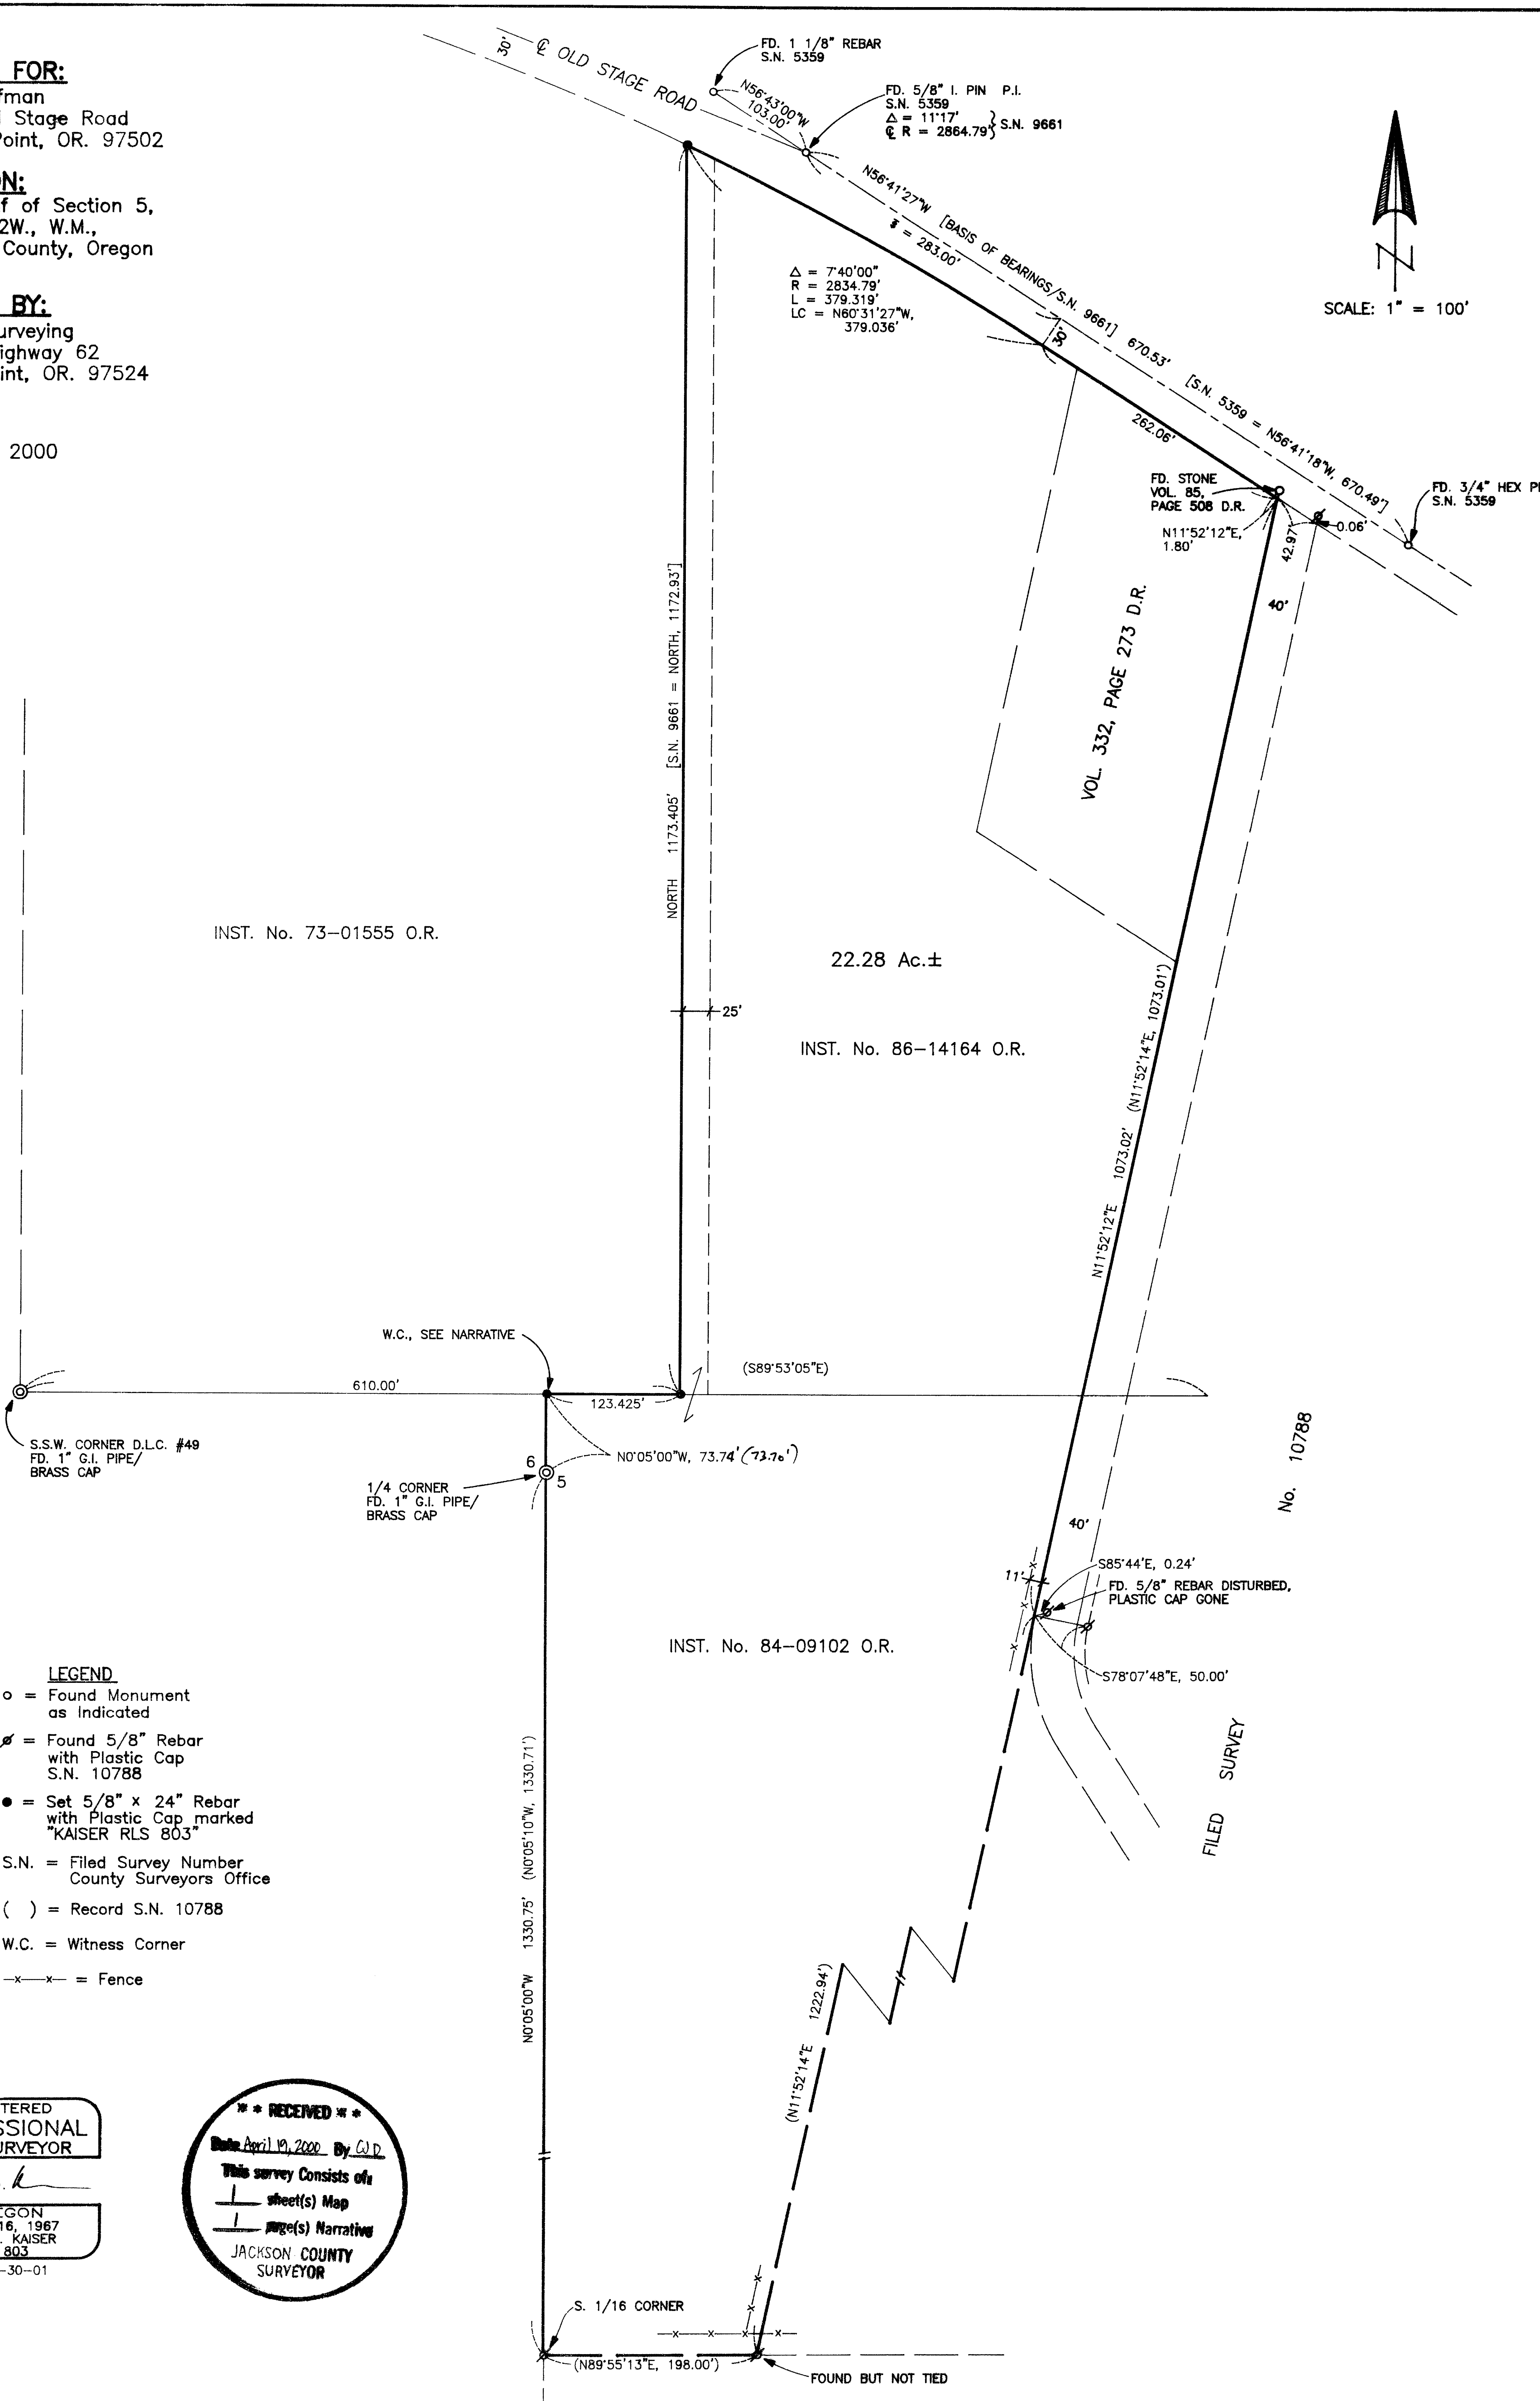 FOR:
Stage Road
Point, OR. 97502
of Section 5,
2W., W.M.,
County, Oregon
BY:
Highway 62
OR. 97524
2000
30'
℄ OLD STAGE ROAD
FD. 1 1/8" REBAR
S.N. 5359
N56°43'00"W
103.00'
FD. 5/8" I. PIN P.I.
S.N. 5359
Δ = 11°17'
℄ R = 2864.79'
} S.N. 9661
N56°41'27"W [BASIS OF BEARINGS/S.N. 9661] 670.53' [S.N. 5359 = N56°41'18"W, 670.49']
= 283.00'
Δ = 7°40'00"
R = 2834.79'
L = 379.319'
LC = N60°31'27"W,
379.036'
30'
SCALE: 1" = 100'
262.06'
FD. STONE
VOL. 85,
PAGE 508 D.R.
N11°52'12"E,
1.80'
42.97'
0.06'
FD. 3/4" HEX
S.N. 5359
40'
VOL. 332, PAGE 273 D.R.
NORTH 1173.405' [S.N. 9661 = NORTH, 1172.93']
INST. No. 73-01555 O.R.
22.28 Ac.±
25'
INST. No. 86-14164 O.R.
N11°52'12"E 1073.02' (N11°52'14"E, 1073.01')
W.C., SEE NARRATIVE
(S89°53'05"E)
610.00'
123.425'
S.S.W. CORNER D.L.C. #49
FD. 1" G.I. PIPE/
BRASS CAP
N0°05'00"W, 73.74' (73.70')
6
5
1/4 CORNER
FD. 1" G.I. PIPE/
BRASS CAP
FILED SURVEY No. 10788
40'
11'
S85°44'E, 0.24'
FD. 5/8" REBAR DISTURBED,
PLASTIC CAP GONE
S78°07'48"E, 50.00'
INST. No. 84-09102 O.R.
N0°05'00"W 1330.75' (N0°05'10"W, 1330.71')
(N11°52'14"E 1222.94')
LEGEND
= Found Monument
as Indicated
= Found 5/8" Rebar
with Plastic Cap
S.N. 10788
= Set 5/8" x 24" Rebar
with Plastic Cap marked
"KAISER RLS 803"
S.N. = Filed Survey Number
County Surveyors Office
( ) = Record S.N. 10788
W.C. = Witness Corner
—x——x— = Fence
16, 1967
KAISER
803
-30-01
* * RECEIVED * *
Date April 19, 2000 By
This survey Consists of:
1 sheet(s) Map
1 page(s) Narrative
JACKSON COUNTY
SURVEYOR
S. 1/16 CORNER
(N89°55'13"E, 198.00')
FOUND BUT NOT TIED